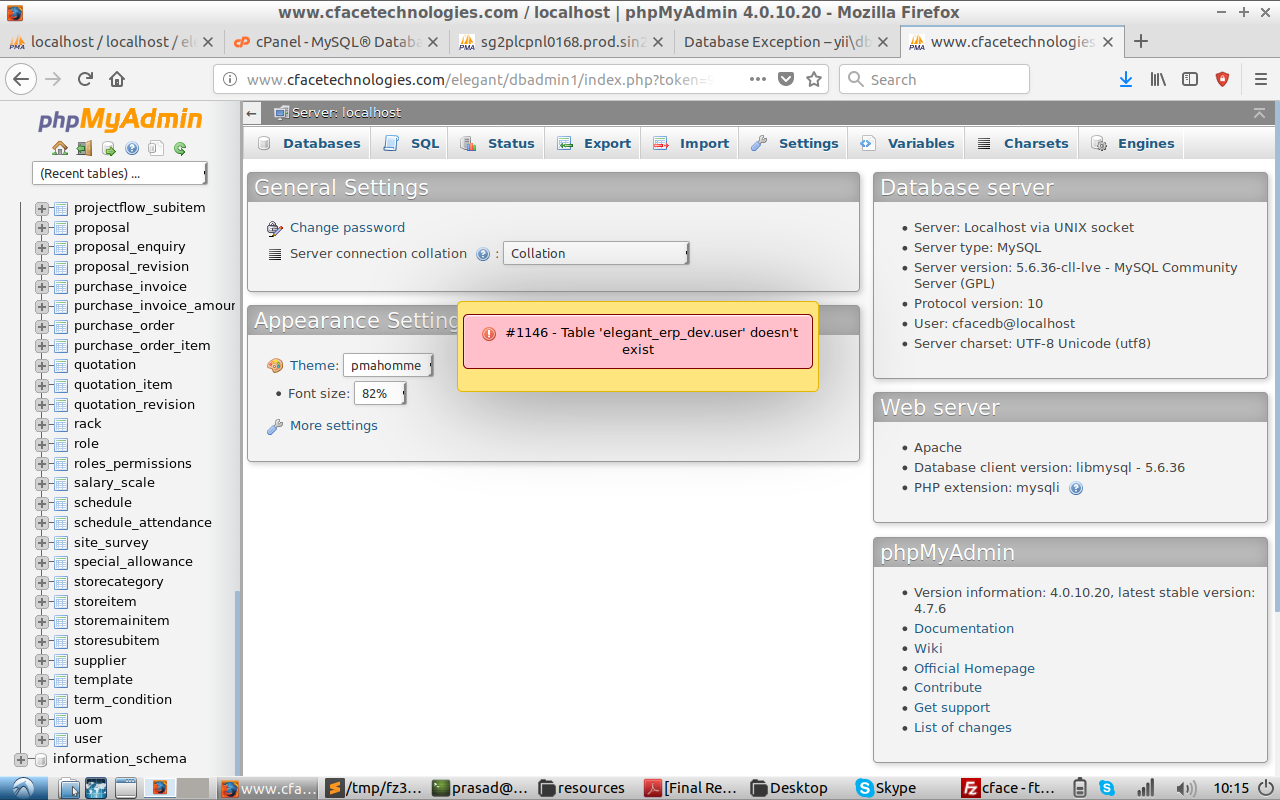 www.cfacetechnologies.com / localhost | phpMyAdmin 4.0.10.20 - Mozilla Firefox
localhost / localhost / el
cPanel - MySQL® Datab
sg2plcpnl0168.prod.sin2
Database Exception – yii\db
www.cfacetechnologies
www.cfacetechnologies.com/elegant/dbadmin1/index.php?token=
Search
phpMyAdmin
(Recent tables) ...
projectflow_subitem
proposal
proposal_enquiry
proposal_revision
purchase_invoice
purchase_invoice_amour
purchase_order
purchase_order_item
quotation
quotation_item
quotation_revision
rack
role
roles_permissions
salary_scale
schedule
schedule_attendance
site_survey
special_allowance
storecategory
storeitem
storemainitem
storesubitem
supplier
template
term_condition
uom
user
information_schema
Server: localhost
Databases
SQL
Status
Export
Import
Settings
Variables
Charsets
Engines
General Settings
Change password
Server connection collation
:
Collation
Appearance Setting
Theme:
pmahomme
Font size:
82%
More settings
#1146 - Table 'elegant_erp_dev.user' doesn't
exist
Database server
Server: Localhost via UNIX socket
Server type: MySQL
Server version: 5.6.36-cll-lve - MySQL Community
Server (GPL)
Protocol version: 10
User: cfacedb@localhost
Server charset: UTF-8 Unicode (utf8)
Web server
Apache
Database client version: libmysql - 5.6.36
PHP extension: mysqli
phpMyAdmin
Version information: 4.0.10.20, latest stable version:
4.7.6
Documentation
Wiki
Official Homepage
Contribute
Get support
List of changes
www.cfa...
/tmp/fz3...
prasad@...
resources
[Final Re...
Desktop
Skype
cface - ft...
10:15